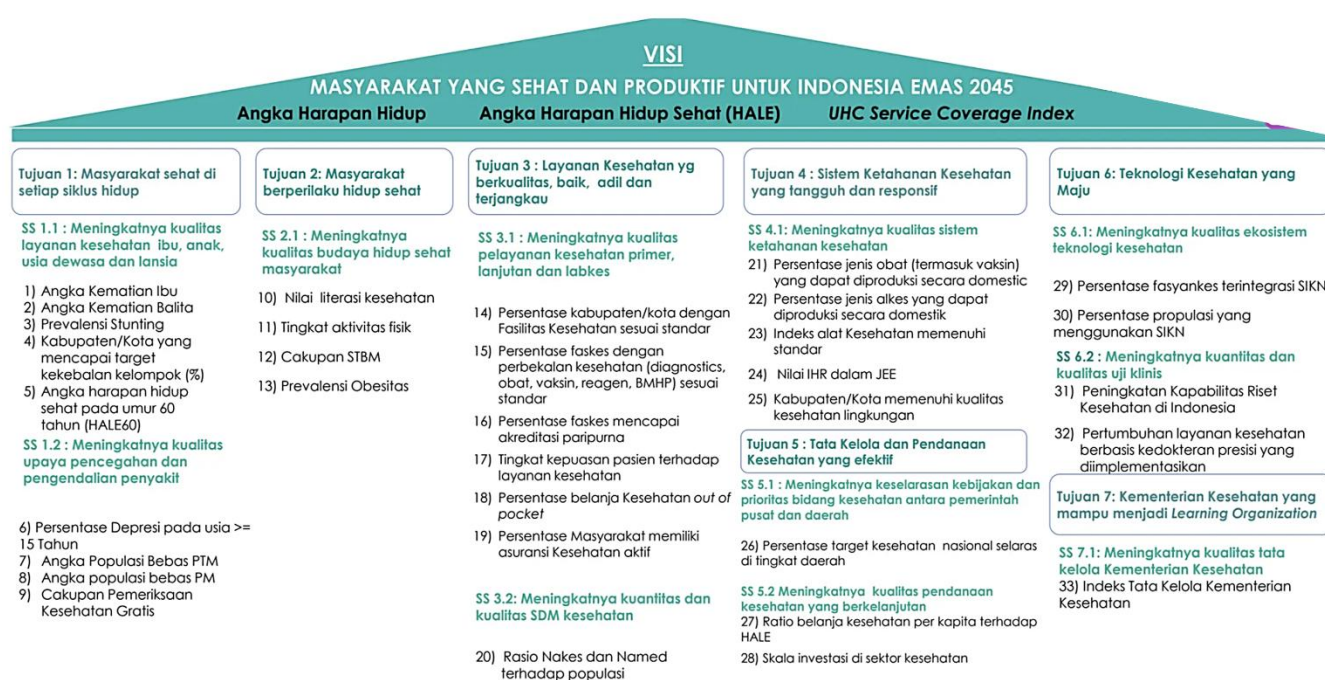 VISI
MASYARAKAT YANG SEHAT DAN PRODUKTIF UNTUK INDONESIA EMAS 2045
Angka Harapan Hidup
Angka Harapan Hidup Sehat (HALE)
UHC Service Coverage Index
Tujuan 1: Masyarakat sehat di
setiap siklus hidup
SS 1.1 : Meningkatnya kualitas
layanan kesehatan ibu, anak,
usia dewasa dan lansia
1) Angka Kematian Ibu
2) Angka Kematian Balita
3) Prevalensi Stunting
4) Kabupaten/Kota yang
mencapai target
kekebalan kelompok (%)
5) Angka harapan hidup
sehat pada umur 60
tahun (HALE60)
SS 1.2 : Meningkatnya kualitas
upaya pencegahan dan
pengendalian penyakit
6) Persentase Depresi pada usia >=
15 Tahun
7) Angka Populasi Bebas PTM
8) Angka populasi bebas PM
9) Cakupan Pemeriksaan
Kesehatan Gratis
Tujuan 2: Masyarakat
berperilaku hidup sehat
SS 2.1 : Meningkatnya
kualitas budaya hidup sehat
masyarakat
10) Nilai literasi kesehatan
11) Tingkat aktivitas fisik
12) Cakupan STBM
13) Prevalensi Obesitas
Tujuan 3 : Layanan Kesehatan yg
berkualitas, baik, adil dan
terjangkau
SS 3.1 : Meningkatnya kualitas
pelayanan kesehatan primer,
lanjutan dan labkes
14) Persentase kabupaten/kota dengan
Fasilitas Kesehatan sesuai standar
15) Persentase faskes dengan
perbekalan kesehatan (diagnostics,
obat, vaksin, reagen, BMHP) sesuai
standar
16) Persentase faskes mencapai
akreditasi paripurna
17) Tingkat kepuasan pasien terhadap
layanan kesehatan
18) Persentase belanja Kesehatan out of
pocket
19) Persentase Masyarakat memiliki
asuransi Kesehatan aktif
SS 3.2: Meningkatnya kuantitas dan
kualitas SDM kesehatan
20) Rasio Nakes dan Named
terhadap populasi
Tujuan 4 : Sistem Ketahanan Kesehatan
yang tangguh dan responsif
SS 4.1: Meningkatnya kualitas sistem
ketahanan kesehatan
21) Persentase jenis obat (termasuk vaksin)
yang dapat diproduksi secara domestic
22) Persentase jenis alkes yang dapat
diproduksi secara domestik
23) Indeks alat Kesehatan memenuhi
standar
24) Nilai IHR dalam JEE
25) Kabupaten/Kota memenuhi kualitas
kesehatan lingkungan
Tujuan 5 : Tata Kelola dan Pendanaan
Kesehatan yang efektif
SS 5.1 : Meningkatnya keselarasan kebijakan dan
prioritas bidang kesehatan antara pemerintah
pusat dan daerah
26) Persentase target kesehatan nasional selaras
di tingkat daerah
SS 5.2 Meningkatnya kualitas pendanaan
kesehatan yang berkelanjutan
27) Ratio belanja kesehatan per kapita terhadap
HALE
28) Skala investasi di sektor kesehatan
Tujuan 6: Teknologi Kesehatan yang
Maju
SS 6.1: Meningkatnya kualitas ekosistem
teknologi kesehatan
29) Persentase fasyankes terintegrasi SIKN
30) Persentase propulasi yang
menggunakan SIKN
SS 6.2 : Meningkatnya kuantitas dan
kualitas uji klinis
31) Peningkatan Kapabilitas Riset
Kesehatan di Indonesia
32) Pertumbuhan layanan kesehatan
berbasis kedokteran presisi yang
diimplementasikan
Tujuan 7: Kementerian Kesehatan yang
mampu menjadi Learning Organization
SS 7.1: Meningkatnya kualitas tata
kelola Kementerian Kesehatan
33) Indeks Tata Kelola Kementerian
Kesehatan